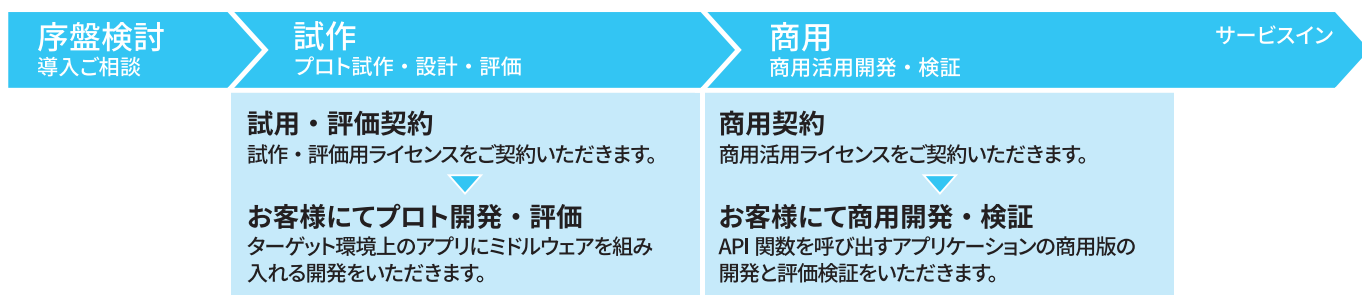 序盤検討
導入ご相談
試作
プロト試作・設計・評価
商用
商用活用開発・検証
サービスイン
試用・評価契約
試作・評価用ライセンスをご契約いただきます。
お客様にてプロト開発・評価
ターゲット環境上のアプリにミドルウェアを組み
入れる開発をいただきます。
商用契約
商用活用ライセンスをご契約いただきます。
お客様にて商用開発・検証
API 関数を呼び出すアプリケーションの商用版の
開発と評価検証をいただきます。